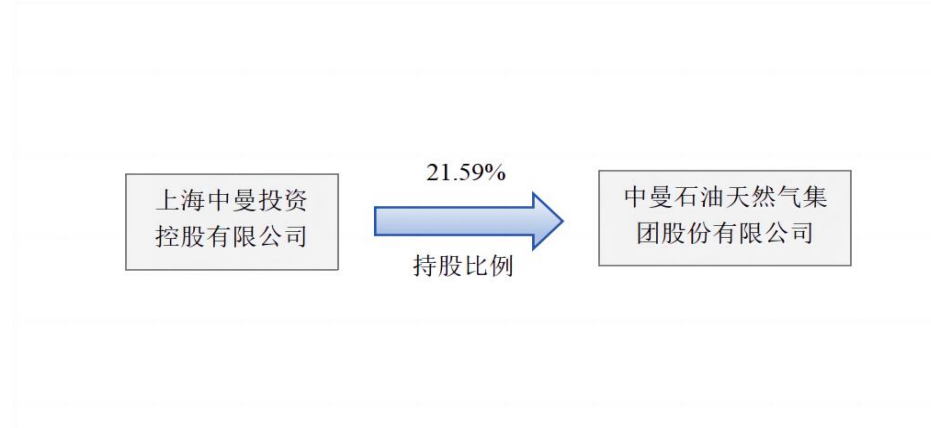 上海中曼投资
控股有限公司
21.59%
持股比例
中曼石油天然气集
团股份有限公司